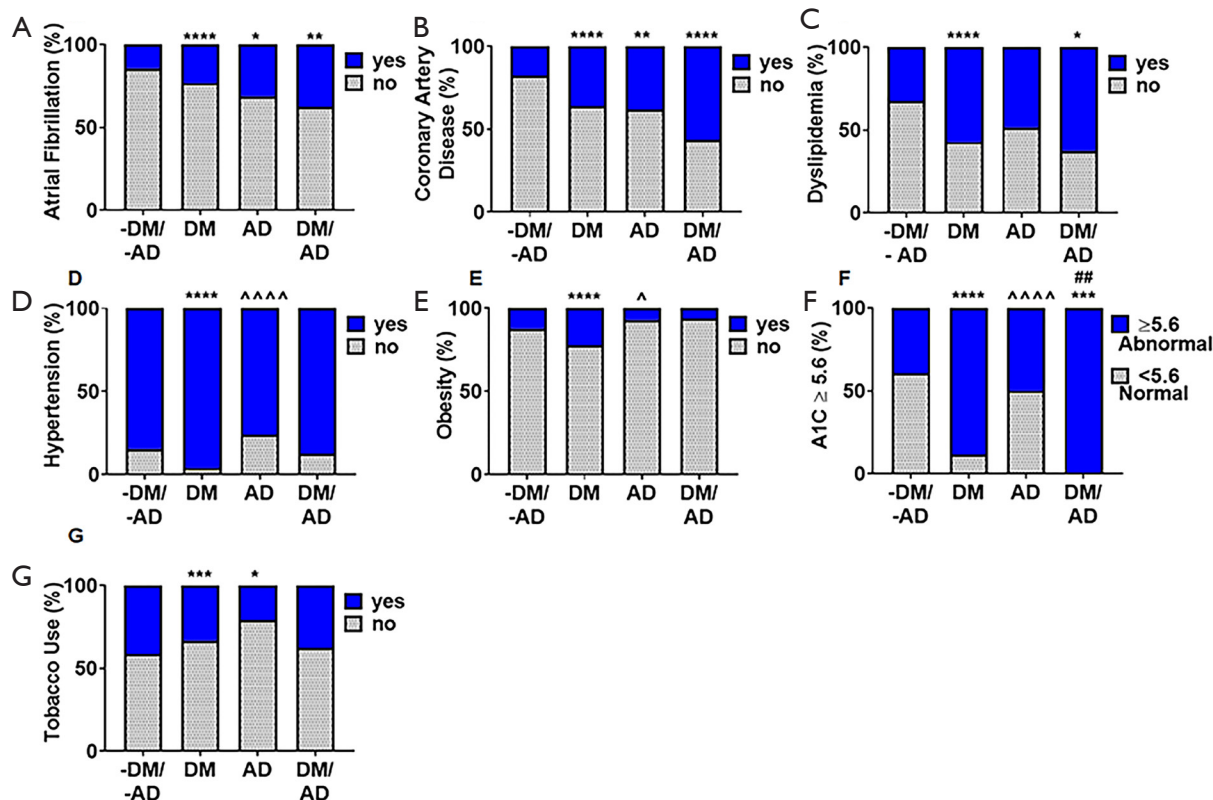 A
Atrial Fibrillation (%)
100
50
0
**** * **
yes
no
-DM/
-AD
DM
AD
DM/
AD
B
Coronary Artery
Disease (%)
100
50
0
**** ** ****
yes
no
-DM/
-AD
DM
AD
DM/
AD
C
Dyslipidemia (%)
100
50
0
**** *
yes
no
-DM/
- AD
DM
AD
DM/
AD
D
D
Hypertension (%)
100
50
0
**** ^^^^
yes
no
-DM/
-AD
DM
AD
DM/
AD
E
E
Obesity (%)
100
50
0
**** ^
yes
no
-DM/
-AD
DM
AD
DM/
AD
F
F
A1C ≥ 5.6 (%)
100
50
0
##
**** ^^^^ ***
≥5.6
Abnormal
<5.6
Normal
-DM/
-AD
DM
AD
DM/
AD
G
G
Tobacco Use (%)
100
50
0
*** *
yes
no
-DM/
-AD
DM
AD
DM/
AD